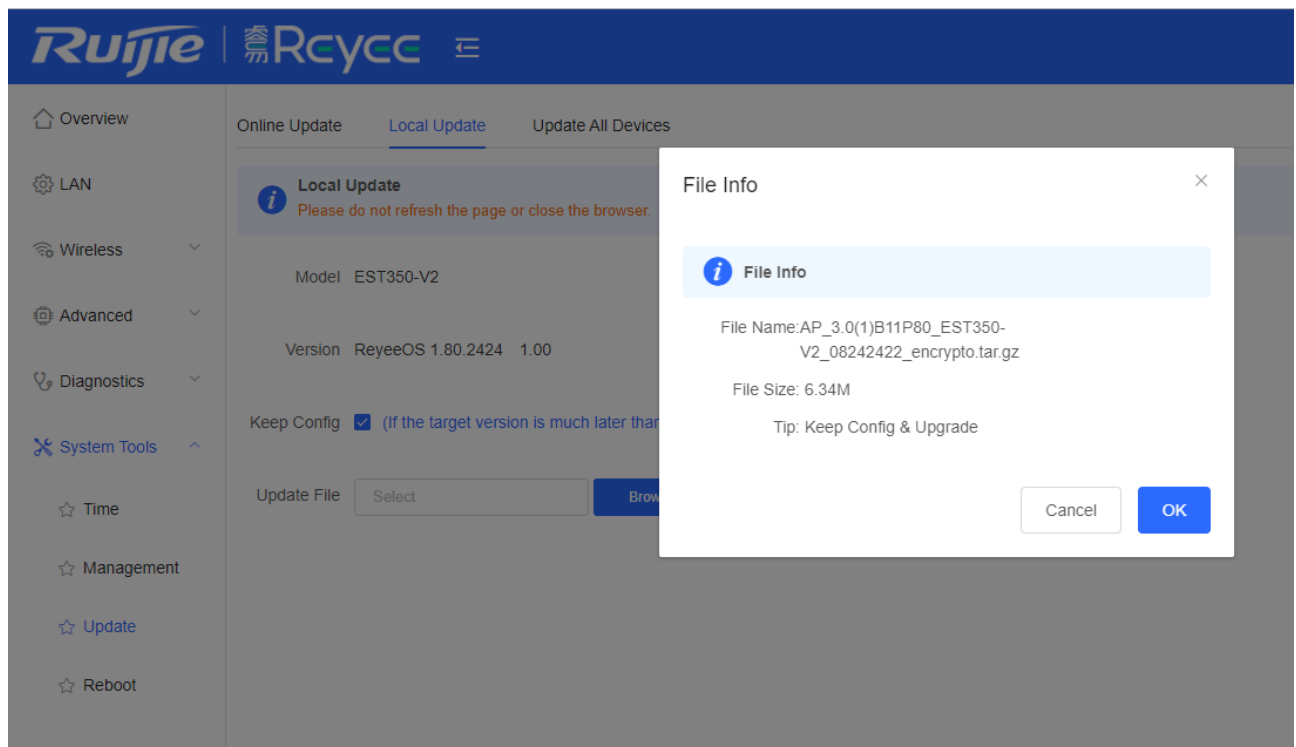 Ruijie | 睿易 Reyee
Overview
LAN
Wireless
Advanced
Diagnostics
System Tools
Time
Management
Update
Reboot
Online Update Local Update Update All Devices
Local Update
Please do not refresh the page or close the browser.
Model EST350-V2
Version ReyeeOS 1.80.2424 1.00
Keep Config (If the target version is much later than
Update File Select Brow
File Info
File Info
File Name:AP_3.0(1)B11P80_EST350-
V2_08242422_encrypto.tar.gz
File Size: 6.34M
Tip: Keep Config & Upgrade
Cancel OK